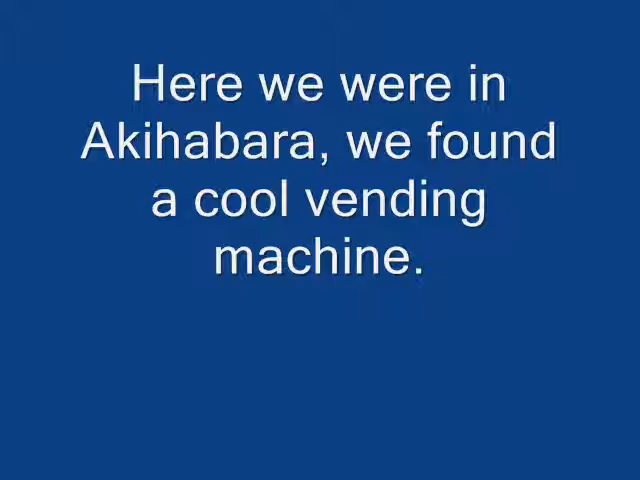 Here we were in
Akihabara, we found
a cool vending
machine.